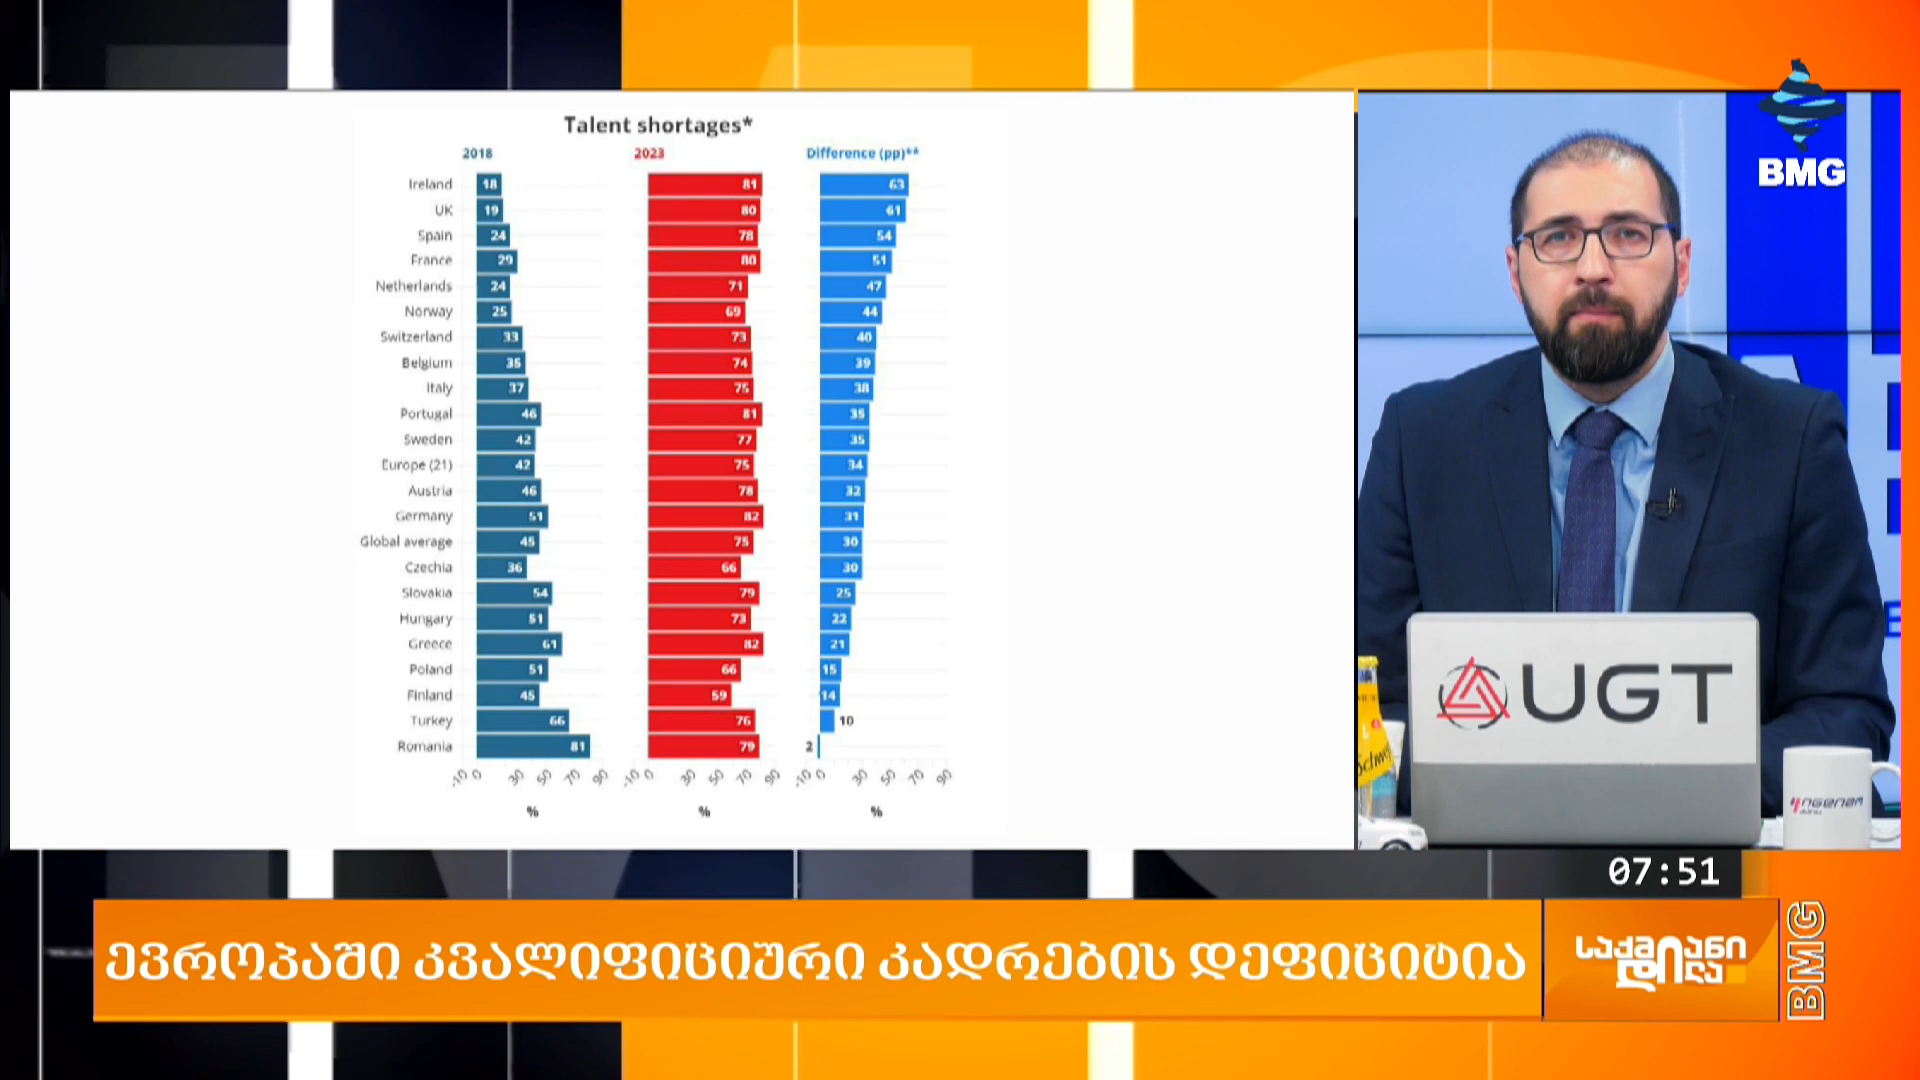 BMG
Talent shortages*
2018 2023 Difference (pp)**
Ireland 18 81 63
UK 19 80 61
Spain 24 78 54
France 29 80 51
Netherlands 24 71 47
Norway 25 69 44
Switzerland 33 73 40
Belgium 35 74 39
Italy 37 75 38
Portugal 46 81 35
Sweden 42 77 35
Europe (21) 42 75 34
Austria 46 78 32
Germany 51 82 31
Global average 45 75 30
Czechia 36 66 30
Slovakia 54 79 25
Hungary 51 73 22
Greece 61 82 21
Poland 51 66 15
Finland 45 59 14
Turkey 66 76 10
Romania 81 79 2
-10 0 30 50 70 90 -10 0 30 50 70 90 -10 0 30 50 70 90
% % %
UGT
07:51
ევროპაში კვალიფიციური კადრების დეფიციტია
საქმიანი
დილა
BMG